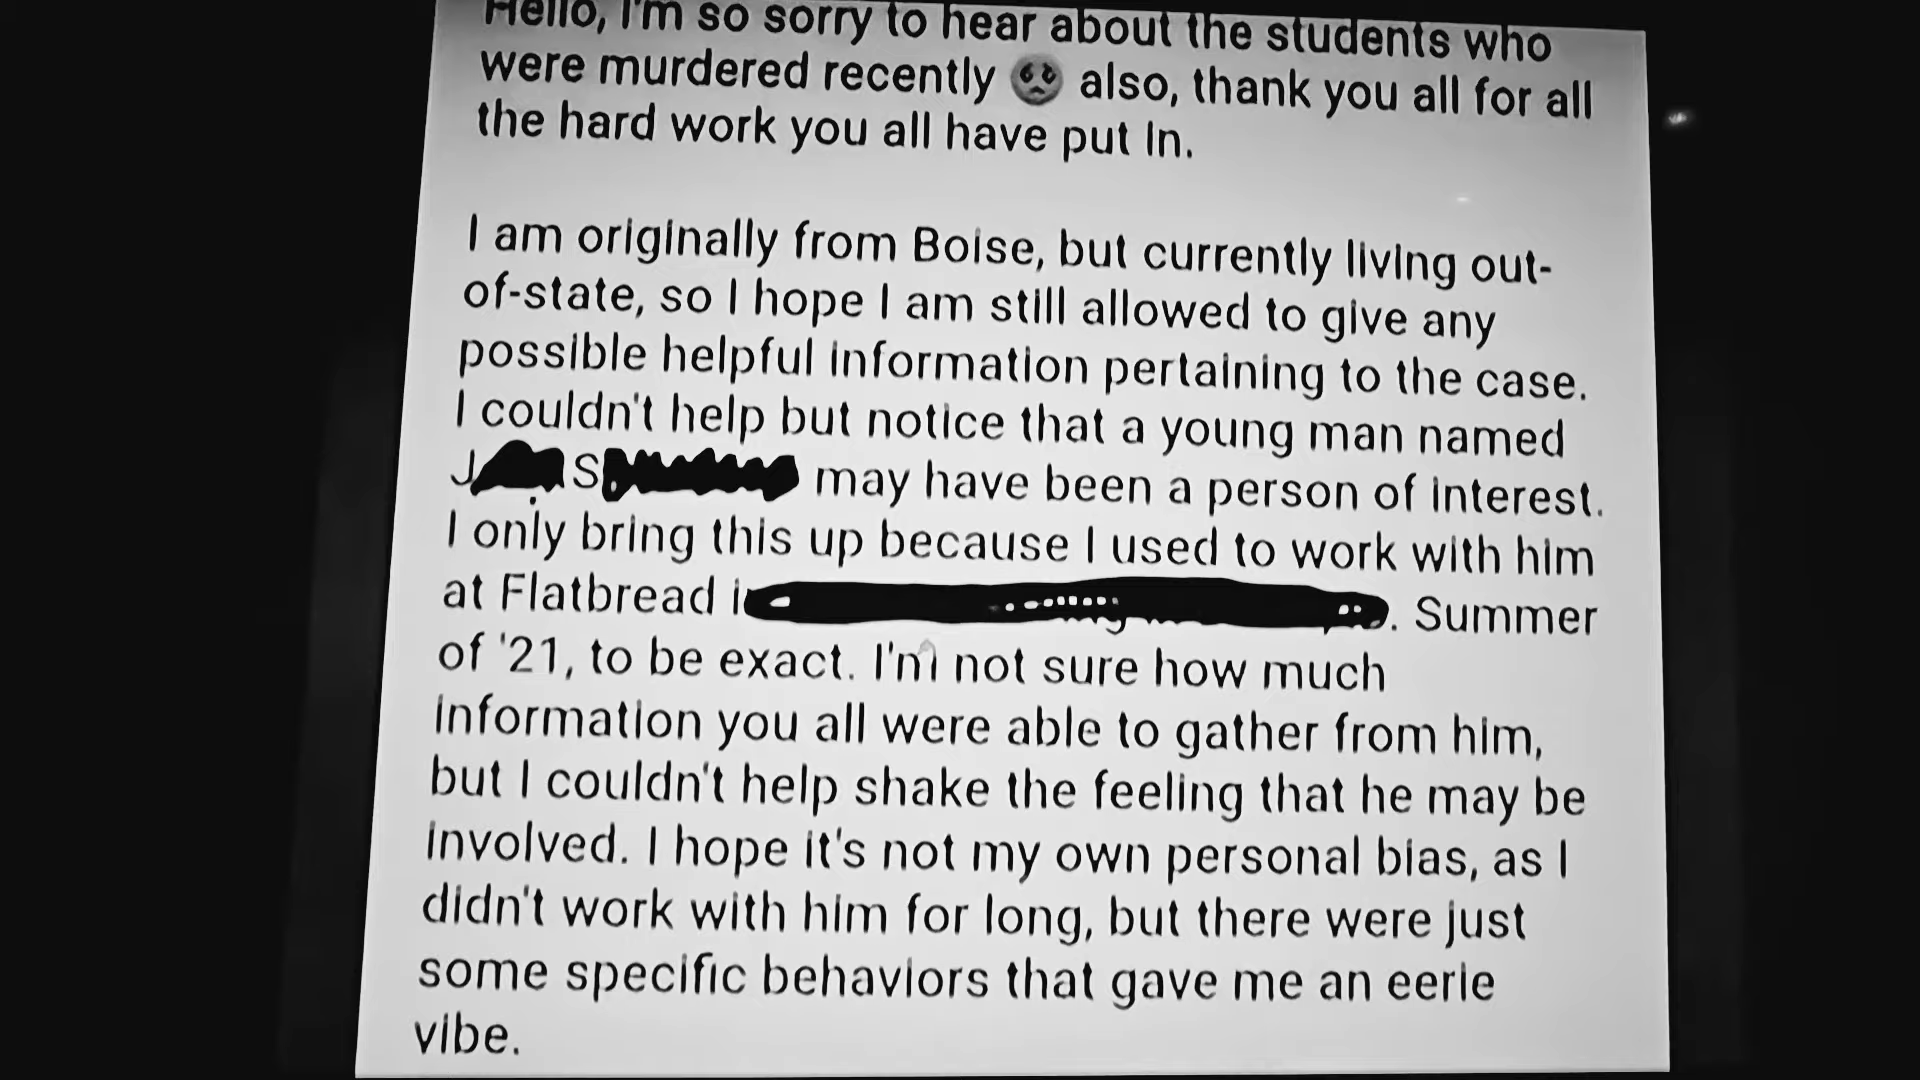 Hello, I'm so sorry to hear about the students who
were murdered recently 😢 also, thank you all for all
the hard work you all have put in.
I am originally from Boise, but currently living out-
of-state, so I hope I am still allowed to give any
possible helpful information pertaining to the case.
I couldn't help but notice that a young man named
J S may have been a person of interest.
I only bring this up because I used to work with him
at Flatbread i . Summer
of '21, to be exact. I'm not sure how much
information you all were able to gather from him,
but I couldn't help shake the feeling that he may be
involved. I hope it's not my own personal bias, as I
didn't work with him for long, but there were just
some specific behaviors that gave me an eerie
vibe.